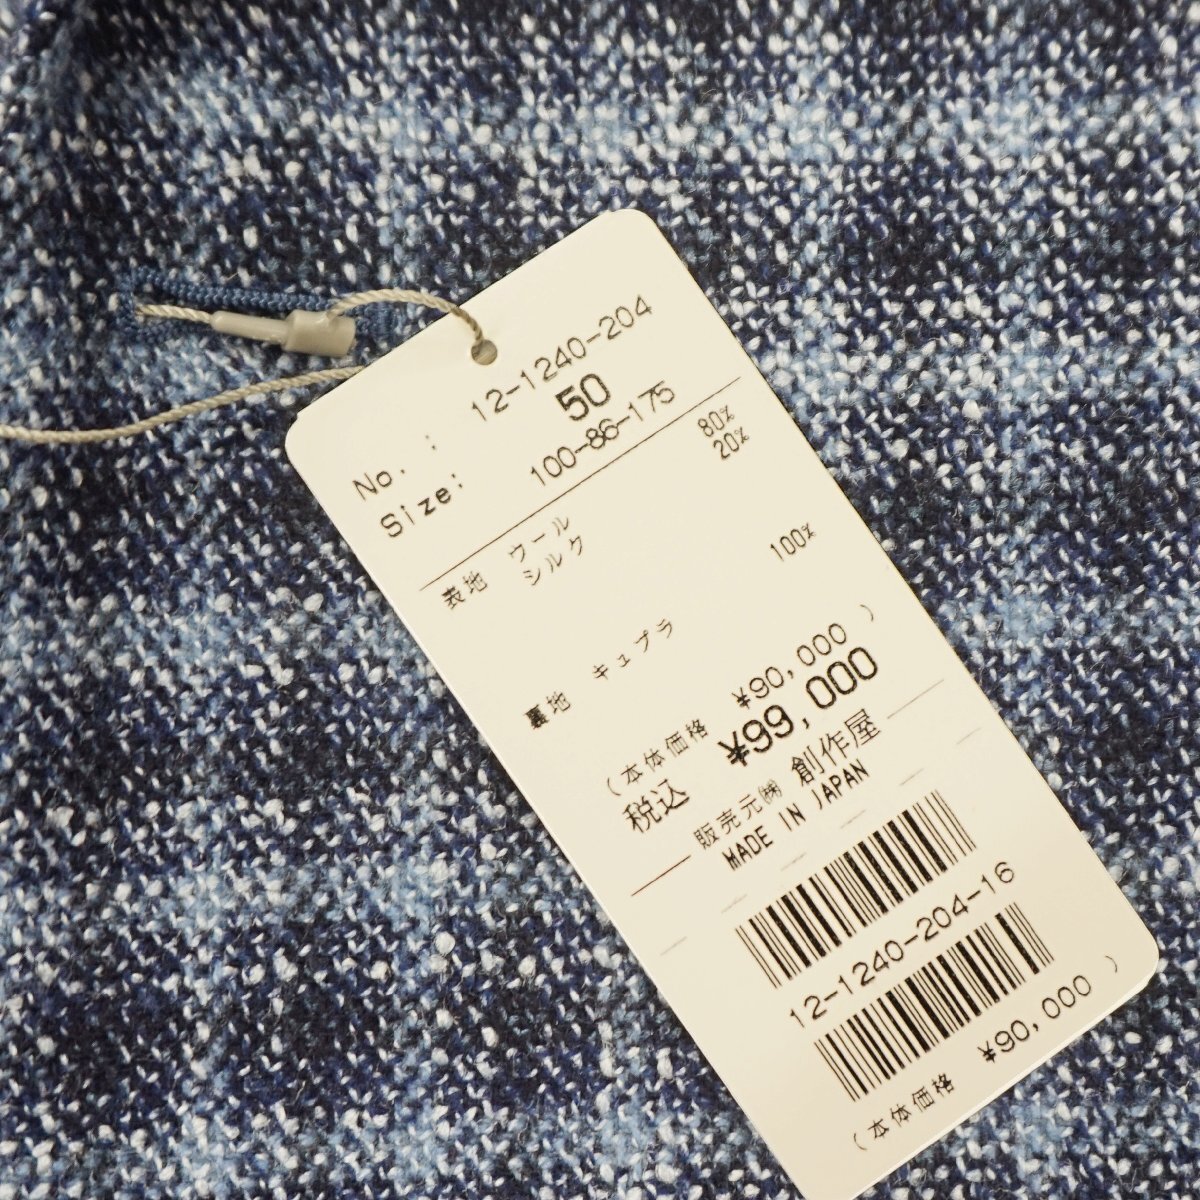 No. : 12-1240-204
Size: 50
100-86-175
表地 ウール 80%
シルク 20%
裏地 キュプラ 100%
(本体価格 ¥90,000 )
税込 ¥99,000
販売元㈱ 創作屋
MADE IN JAPAN
12-1240-204-16
(本体価格 ¥90,000 )